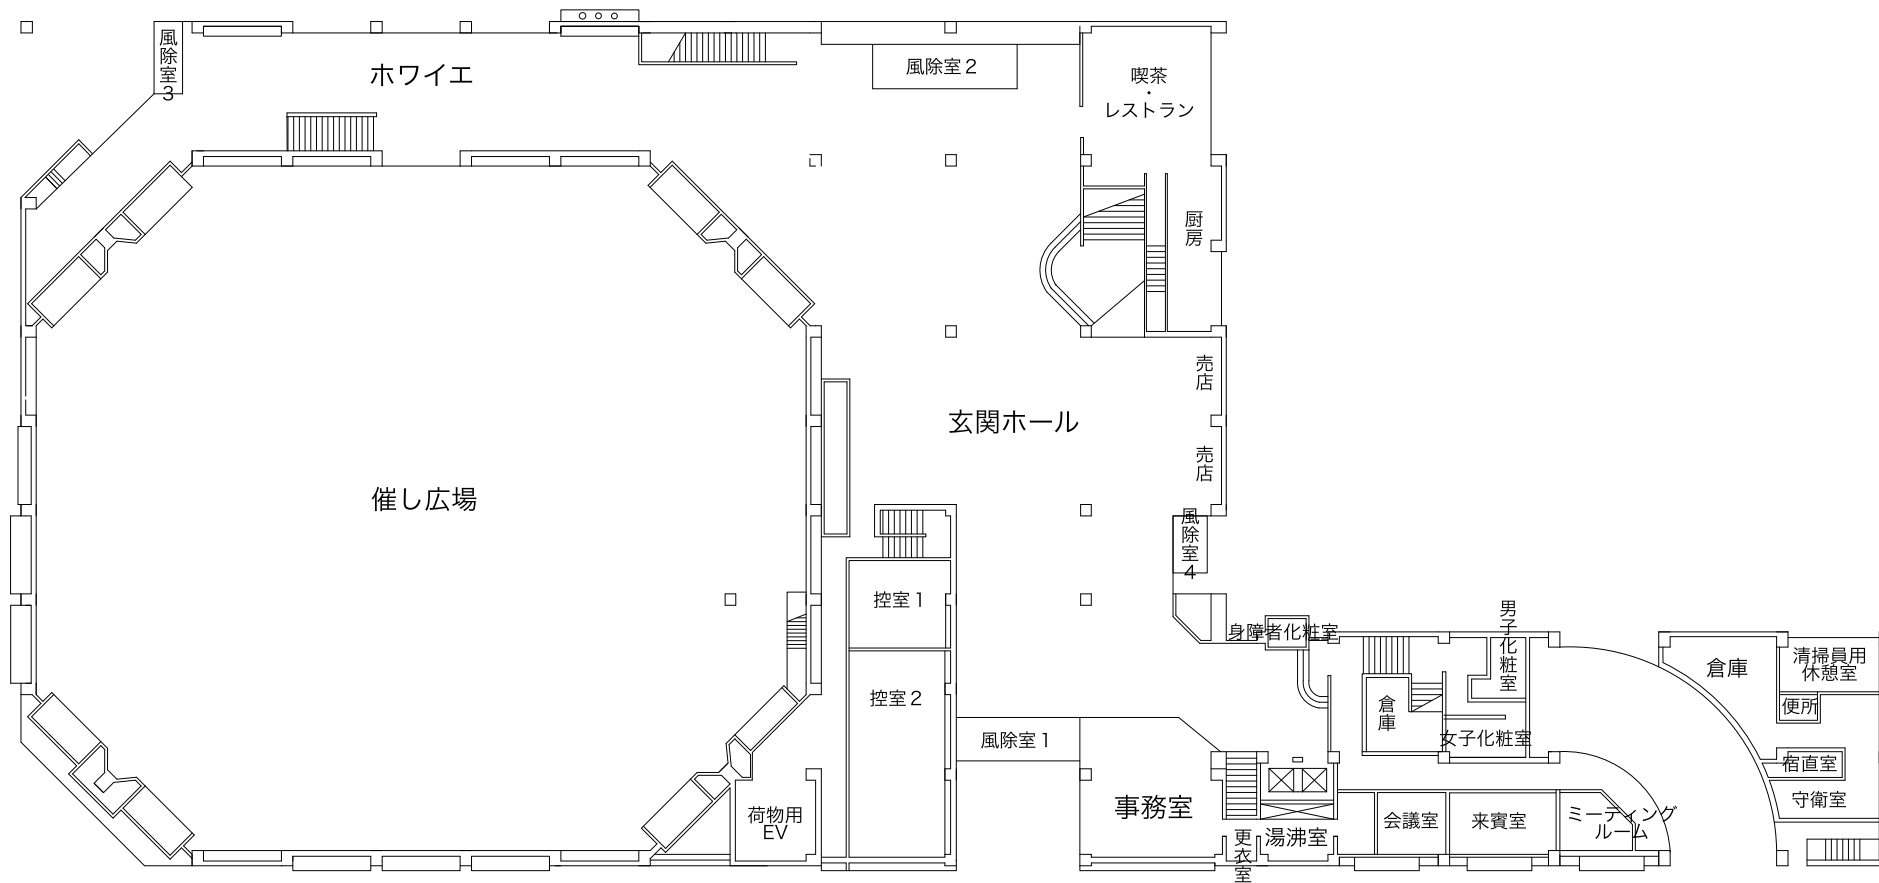 風除室3
ホワイエ
風除室2
喫茶
・
レストラン
厨房
売店
玄関ホール
売店
催し広場
風除室4
控室1
身障者化粧室
男子化粧室
倉庫
清掃員用
休憩室
控室2
倉庫
便所
風除室1
女子化粧室
宿直室
荷物用
EV
事務室
更衣室
湯沸室
会議室
来賓室
ミーティング
ルーム
守衛室